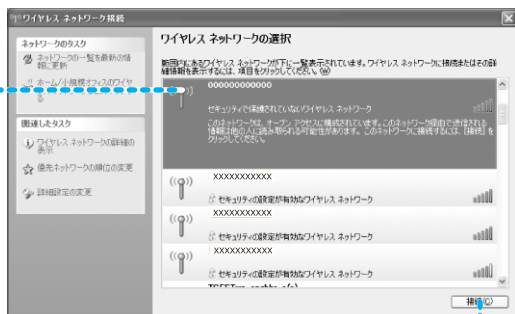 ワイヤレス ネットワーク接続
ネットワークのタスク
ネットワークの一覧を最新の情報に更新
ホーム/小規模オフィスのワイヤ
る
関連したタスク
ワイヤレス ネットワークの詳細の表示
優先ネットワークの順位の変更
詳細設定の変更
ワイヤレス ネットワークの選択
範囲内にあるワイヤレス ネットワークが下に一覧表示されています。ワイヤレス ネットワークに接続またはその詳
細情報を表示するには、項目をクリックしてください。(W)
oooooooooooo
セキュリティで保護されていないワイヤレス ネットワーク
このネットワークは、オープン アクセスに構成されています。このネットワーク経由で送信される
情報は他の人に読み取られる可能性があります。このネットワークに接続するには、[接続] を
クリックしてください。
XXXXXXXXXXX
セキュリティの設定が有効なワイヤレス ネットワーク
XXXXXXXXXXX
セキュリティの設定が有効なワイヤレス ネットワーク
XXXXXXXXXXX
セキュリティの設定が有効なワイヤレス ネットワーク
接続(C)